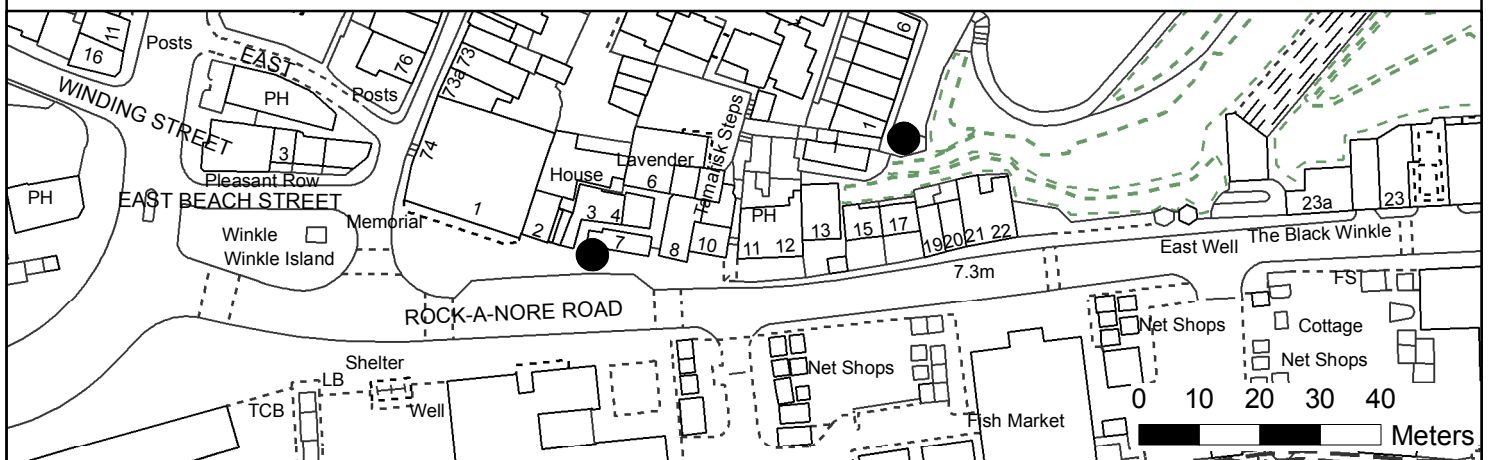 11
16
Posts
EAST
76
73
73a
6
PH
Posts
WINDING STREET
3
74
Pleasant Row
PH
EAST BEACH STREET
Memorial
Winkle
Winkle Island
1
House
Lavender
6
Tamarisk Steps
1
2
3
4
7
8
10
PH
11
12
13
15
17
19
20
21
22
23a
23
East Well
The Black Winkle
7.3m
ROCK-A-NORE ROAD
FS
Net Shops
Cottage
Net Shops
Shelter
LB
TCB
Well
Net Shops
Fish Market
0 10 20 30 40
Meters